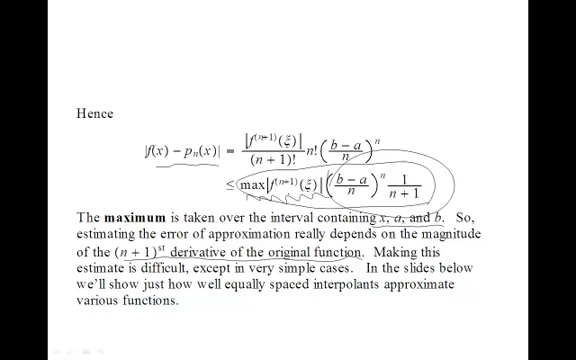 Hence
|f(x) − pₙ(x)| = |f⁽ⁿ⁺¹⁾(ξ)| / (n + 1)! n! ((b − a) / n)ⁿ
≤ max|f⁽ⁿ⁺¹⁾(ξ)| ((b − a) / n)ⁿ 1 / (n + 1)
The maximum is taken over the interval containing x, a, and b. So,
estimating the error of approximation really depends on the magnitude
of the (n + 1)ˢᵗ derivative of the original function. Making this
estimate is difficult, except in very simple cases. In the slides below
we'll show just how well equally spaced interpolants approximate
various functions.